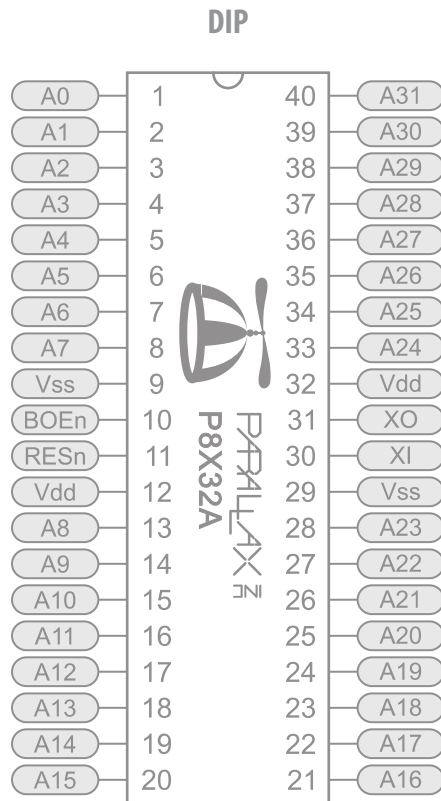 DIP
A0 1 40 A31
A1 2 39 A30
A2 3 38 A29
A3 4 37 A28
A4 5 36 A27
A5 6 35 A26
A6 7 34 A25
A7 8 33 A24
Vss 9 32 Vdd
BOEn 10 31 XO
RESn 11 30 XI
Vdd 12 29 Vss
A8 13 28 A23
A9 14 27 A22
A10 15 26 A21
A11 16 25 A20
A12 17 24 A19
A13 18 23 A18
A14 19 22 A17
A15 20 21 A16
PARALLAX
P8X32A